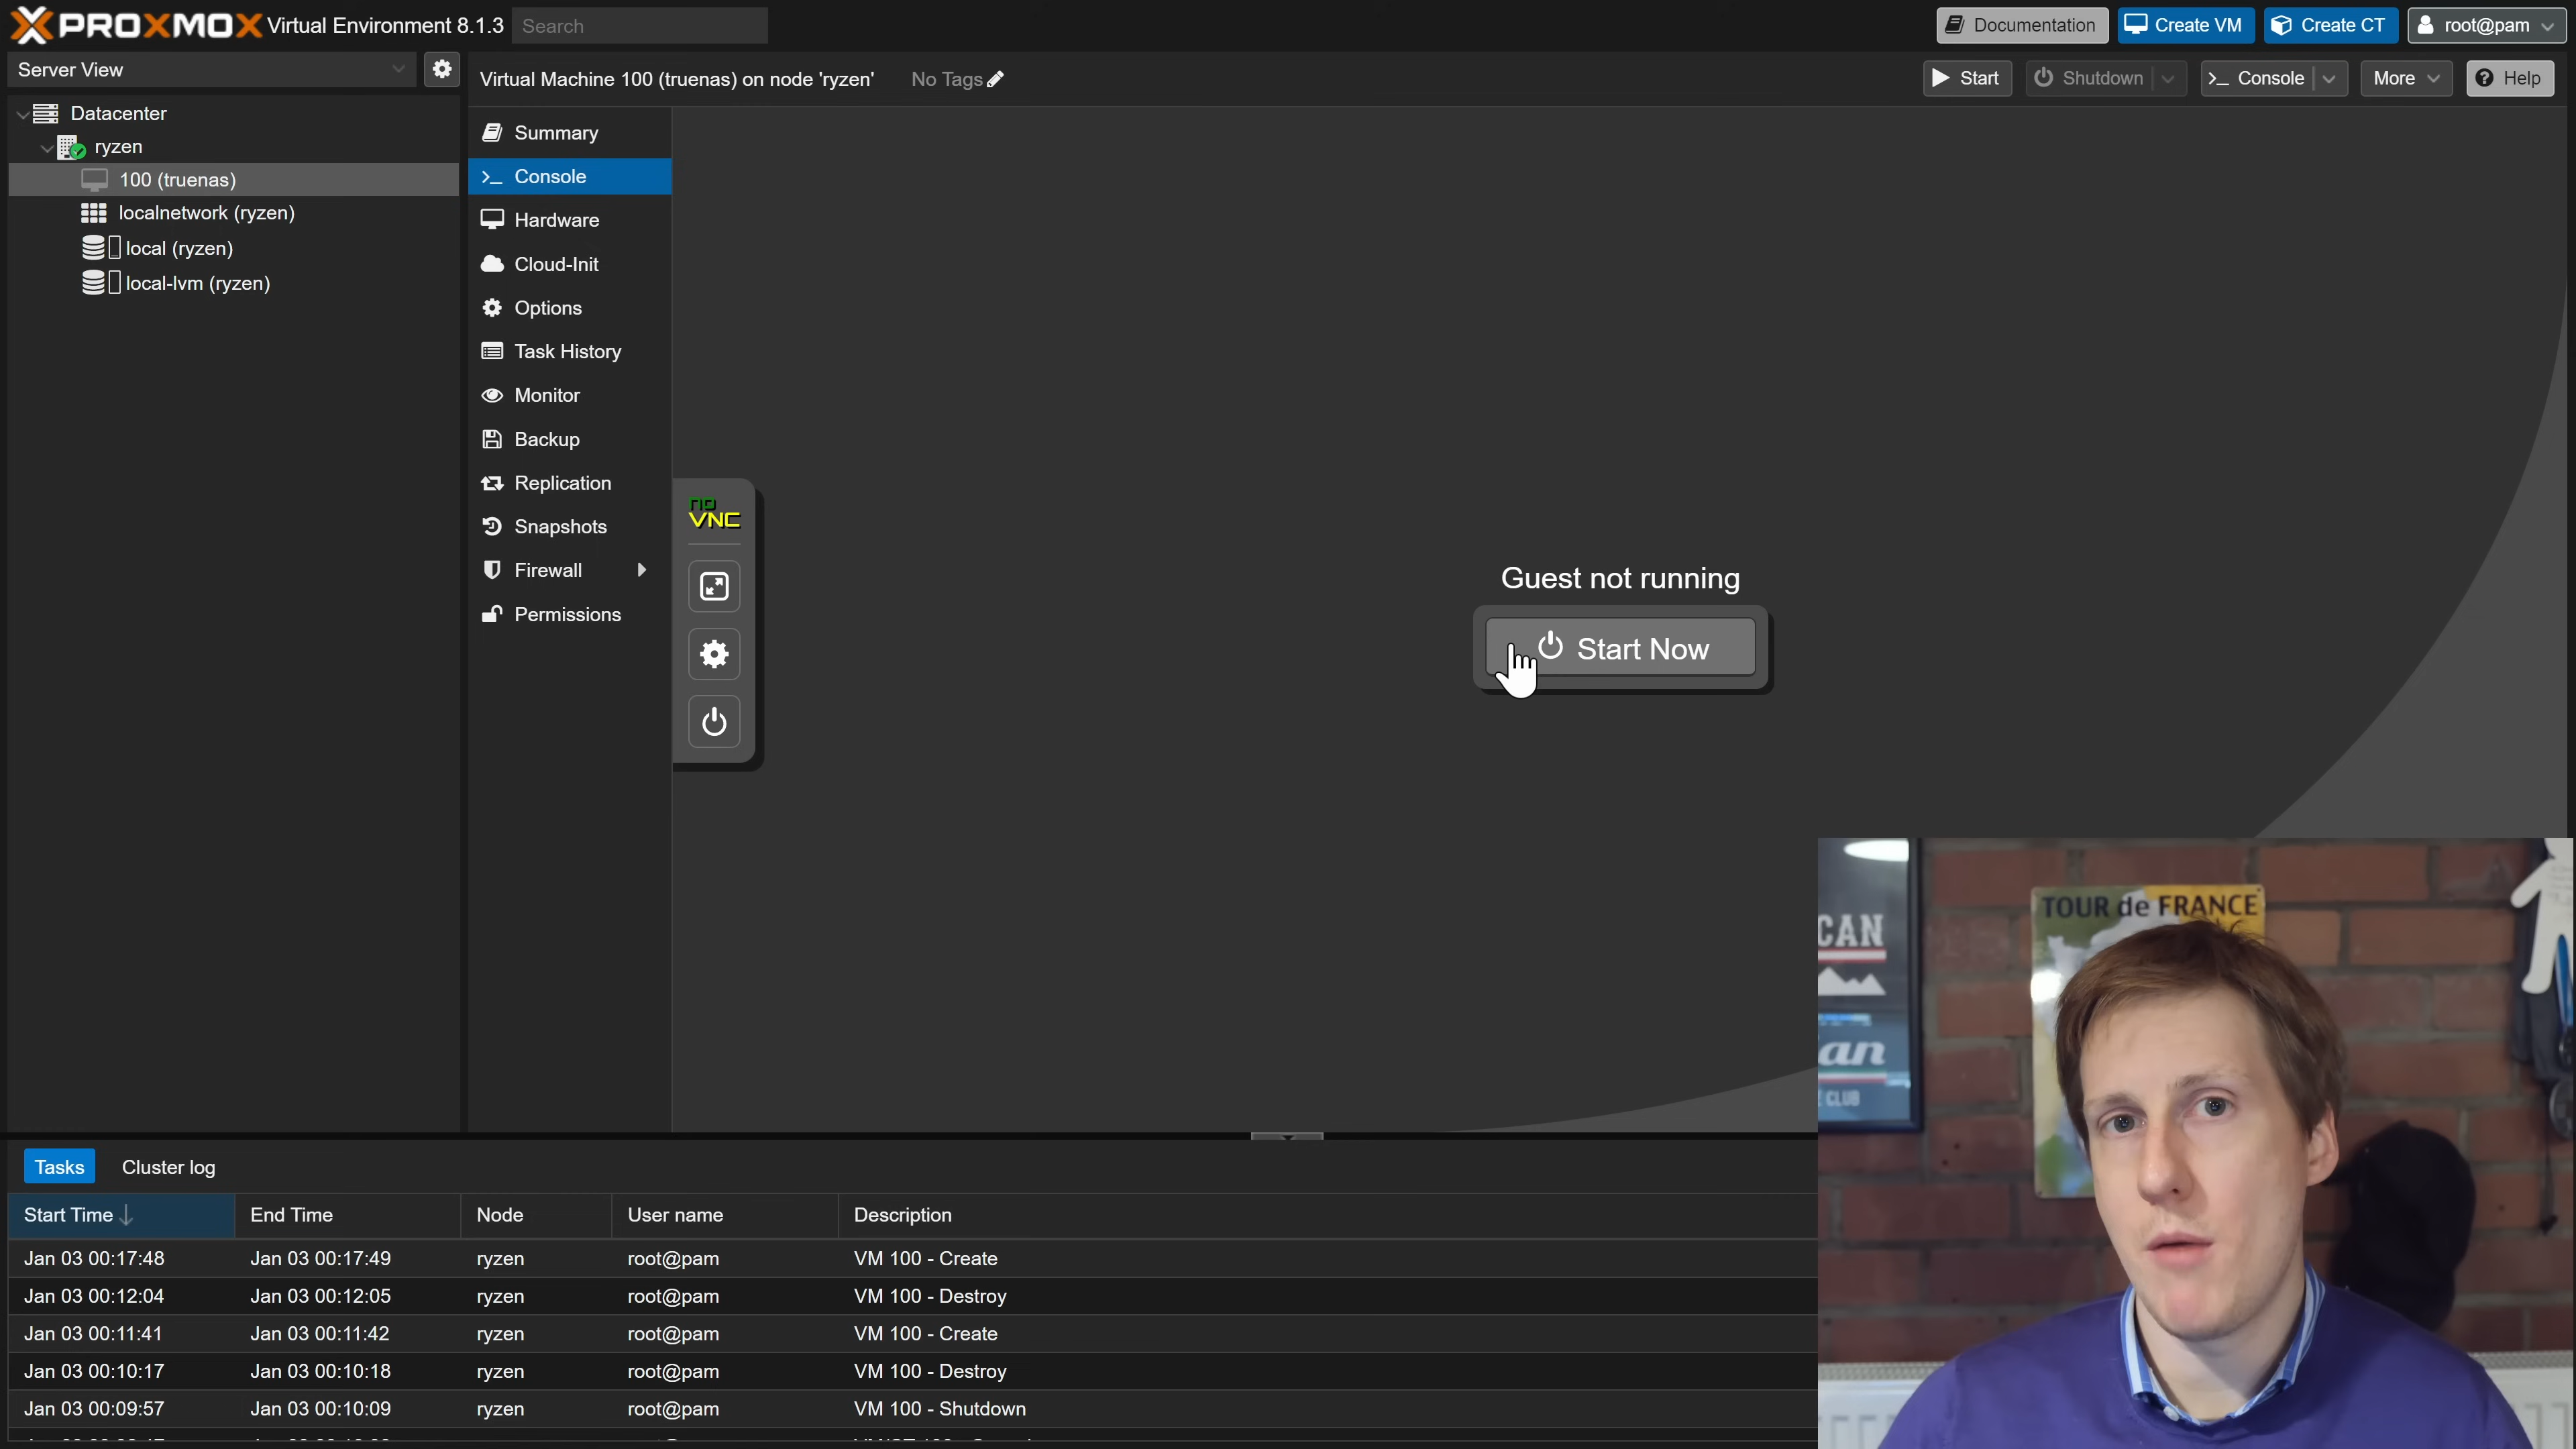 PROXMOX Virtual Environment 8.1.3 Search Documentation Create VM Create CT root@pam
Server View
Virtual Machine 100 (truenas) on node 'ryzen' No Tags Start Shutdown Console More Help
Datacenter
ryzen
100 (truenas)
localnetwork (ryzen)
local (ryzen)
local-lvm (ryzen)
Summary
Console
Hardware
Cloud-Init
Options
Task History
Monitor
Backup
Replication
Snapshots
Firewall
Permissions
no
VNC
Guest not running
Start Now
Tasks Cluster log
Start Time End Time Node User name Description
Jan 03 00:17:48 Jan 03 00:17:49 ryzen root@pam VM 100 - Create
Jan 03 00:12:04 Jan 03 00:12:05 ryzen root@pam VM 100 - Destroy
Jan 03 00:11:41 Jan 03 00:11:42 ryzen root@pam VM 100 - Create
Jan 03 00:10:17 Jan 03 00:10:18 ryzen root@pam VM 100 - Destroy
Jan 03 00:09:57 Jan 03 00:10:09 ryzen root@pam VM 100 - Shutdown
TOUR de FRANCE
CAN
an
CLUB